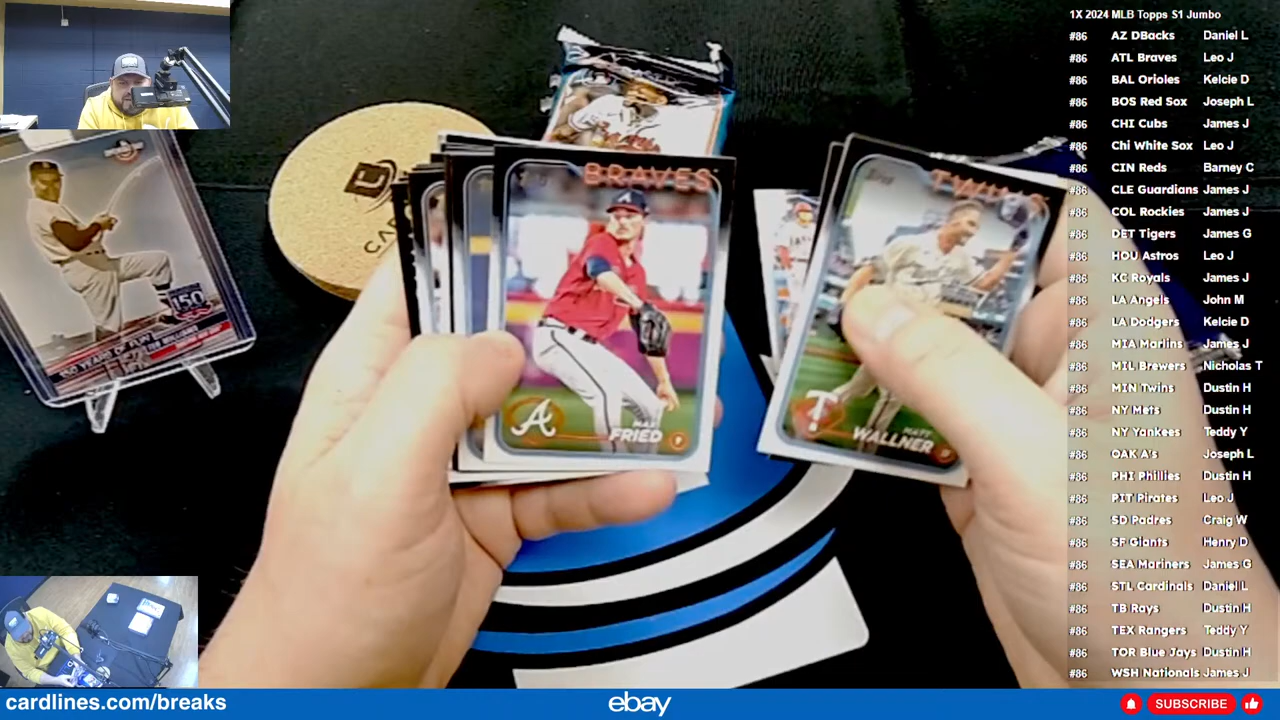 1X 2024 MLB Topps S1 Jumbo
#86 AZ DBacks Daniel L
#86 ATL Braves Leo J
#86 BAL Orioles Kelcie D
#86 BOS Red Sox Joseph L
#86 CHI Cubs James J
#86 Chi White Sox Leo J
#86 CIN Reds Barney C
#86 CLE Guardians James J
#86 COL Rockies James J
#86 DET Tigers James G
#86 HOU Astros Leo J
#86 KC Royals James J
#86 LA Angels John M
#86 LA Dodgers Kelcie D
#86 MIA Marlins James J
#86 MIL Brewers Nicholas T
#86 MIN Twins Dustin H
#86 NY Mets Dustin H
#86 NY Yankees Teddy Y
#86 OAK A's Joseph L
#86 PHI Phillies Dustin H
#86 PIT Pirates Leo J
#86 SD Padres Craig W
#86 SF Giants Henry D
#86 SEA Mariners James G
#86 STL Cardinals Daniel L
#86 TB Rays Dustin H
#86 TEX Rangers Teddy Y
#86 TOR Blue Jays Dustin H
#86 WSH Nationals James J
150
150 YEARS OF FUN
TED WILLIAMS
BRAVES
A
MAX
FRIED
P
TWINS
T
MATT
WALLNER
cardlines.com/breaks
ebay
SUBSCRIBE